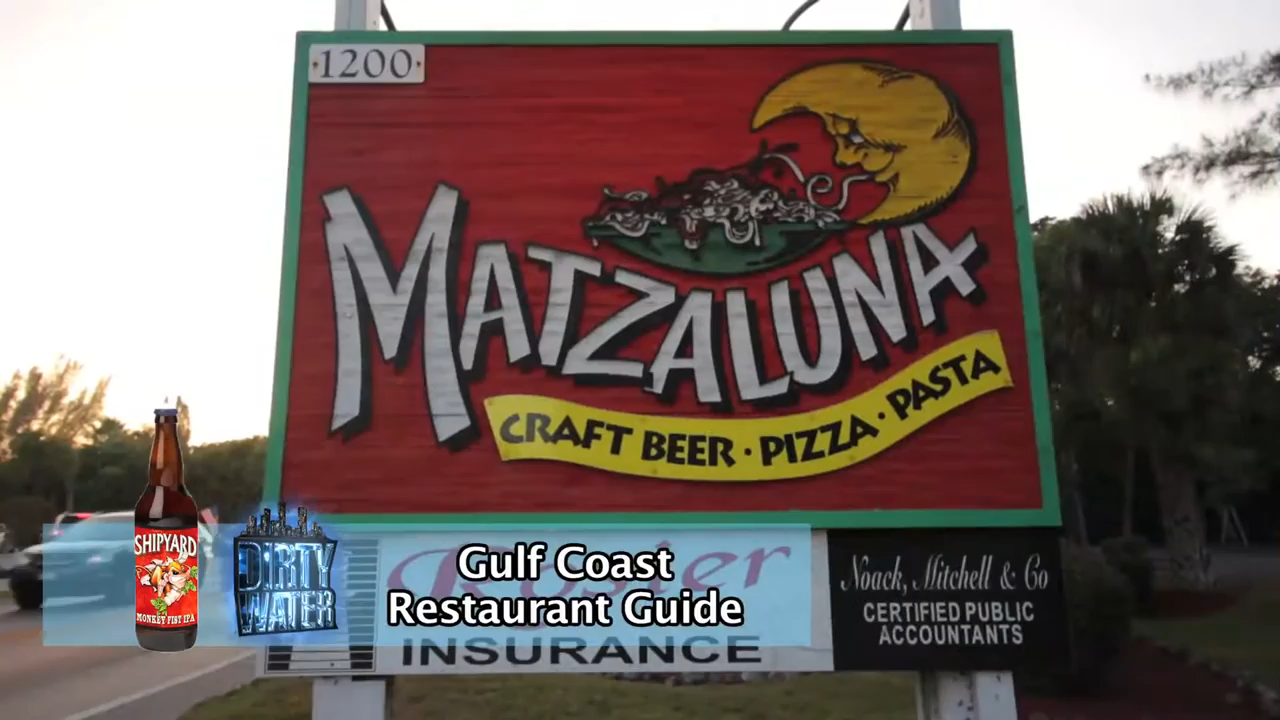 1200
MATZALUNA
CRAFT BEER · PIZZA · PASTA
SHIPYARD
MONKEY FIST IPA
DIRTY
WATER
Gulf Coast
Restaurant Guide
INSURANCE
Noack, Mitchell & Co
CERTIFIED PUBLIC
ACCOUNTANTS